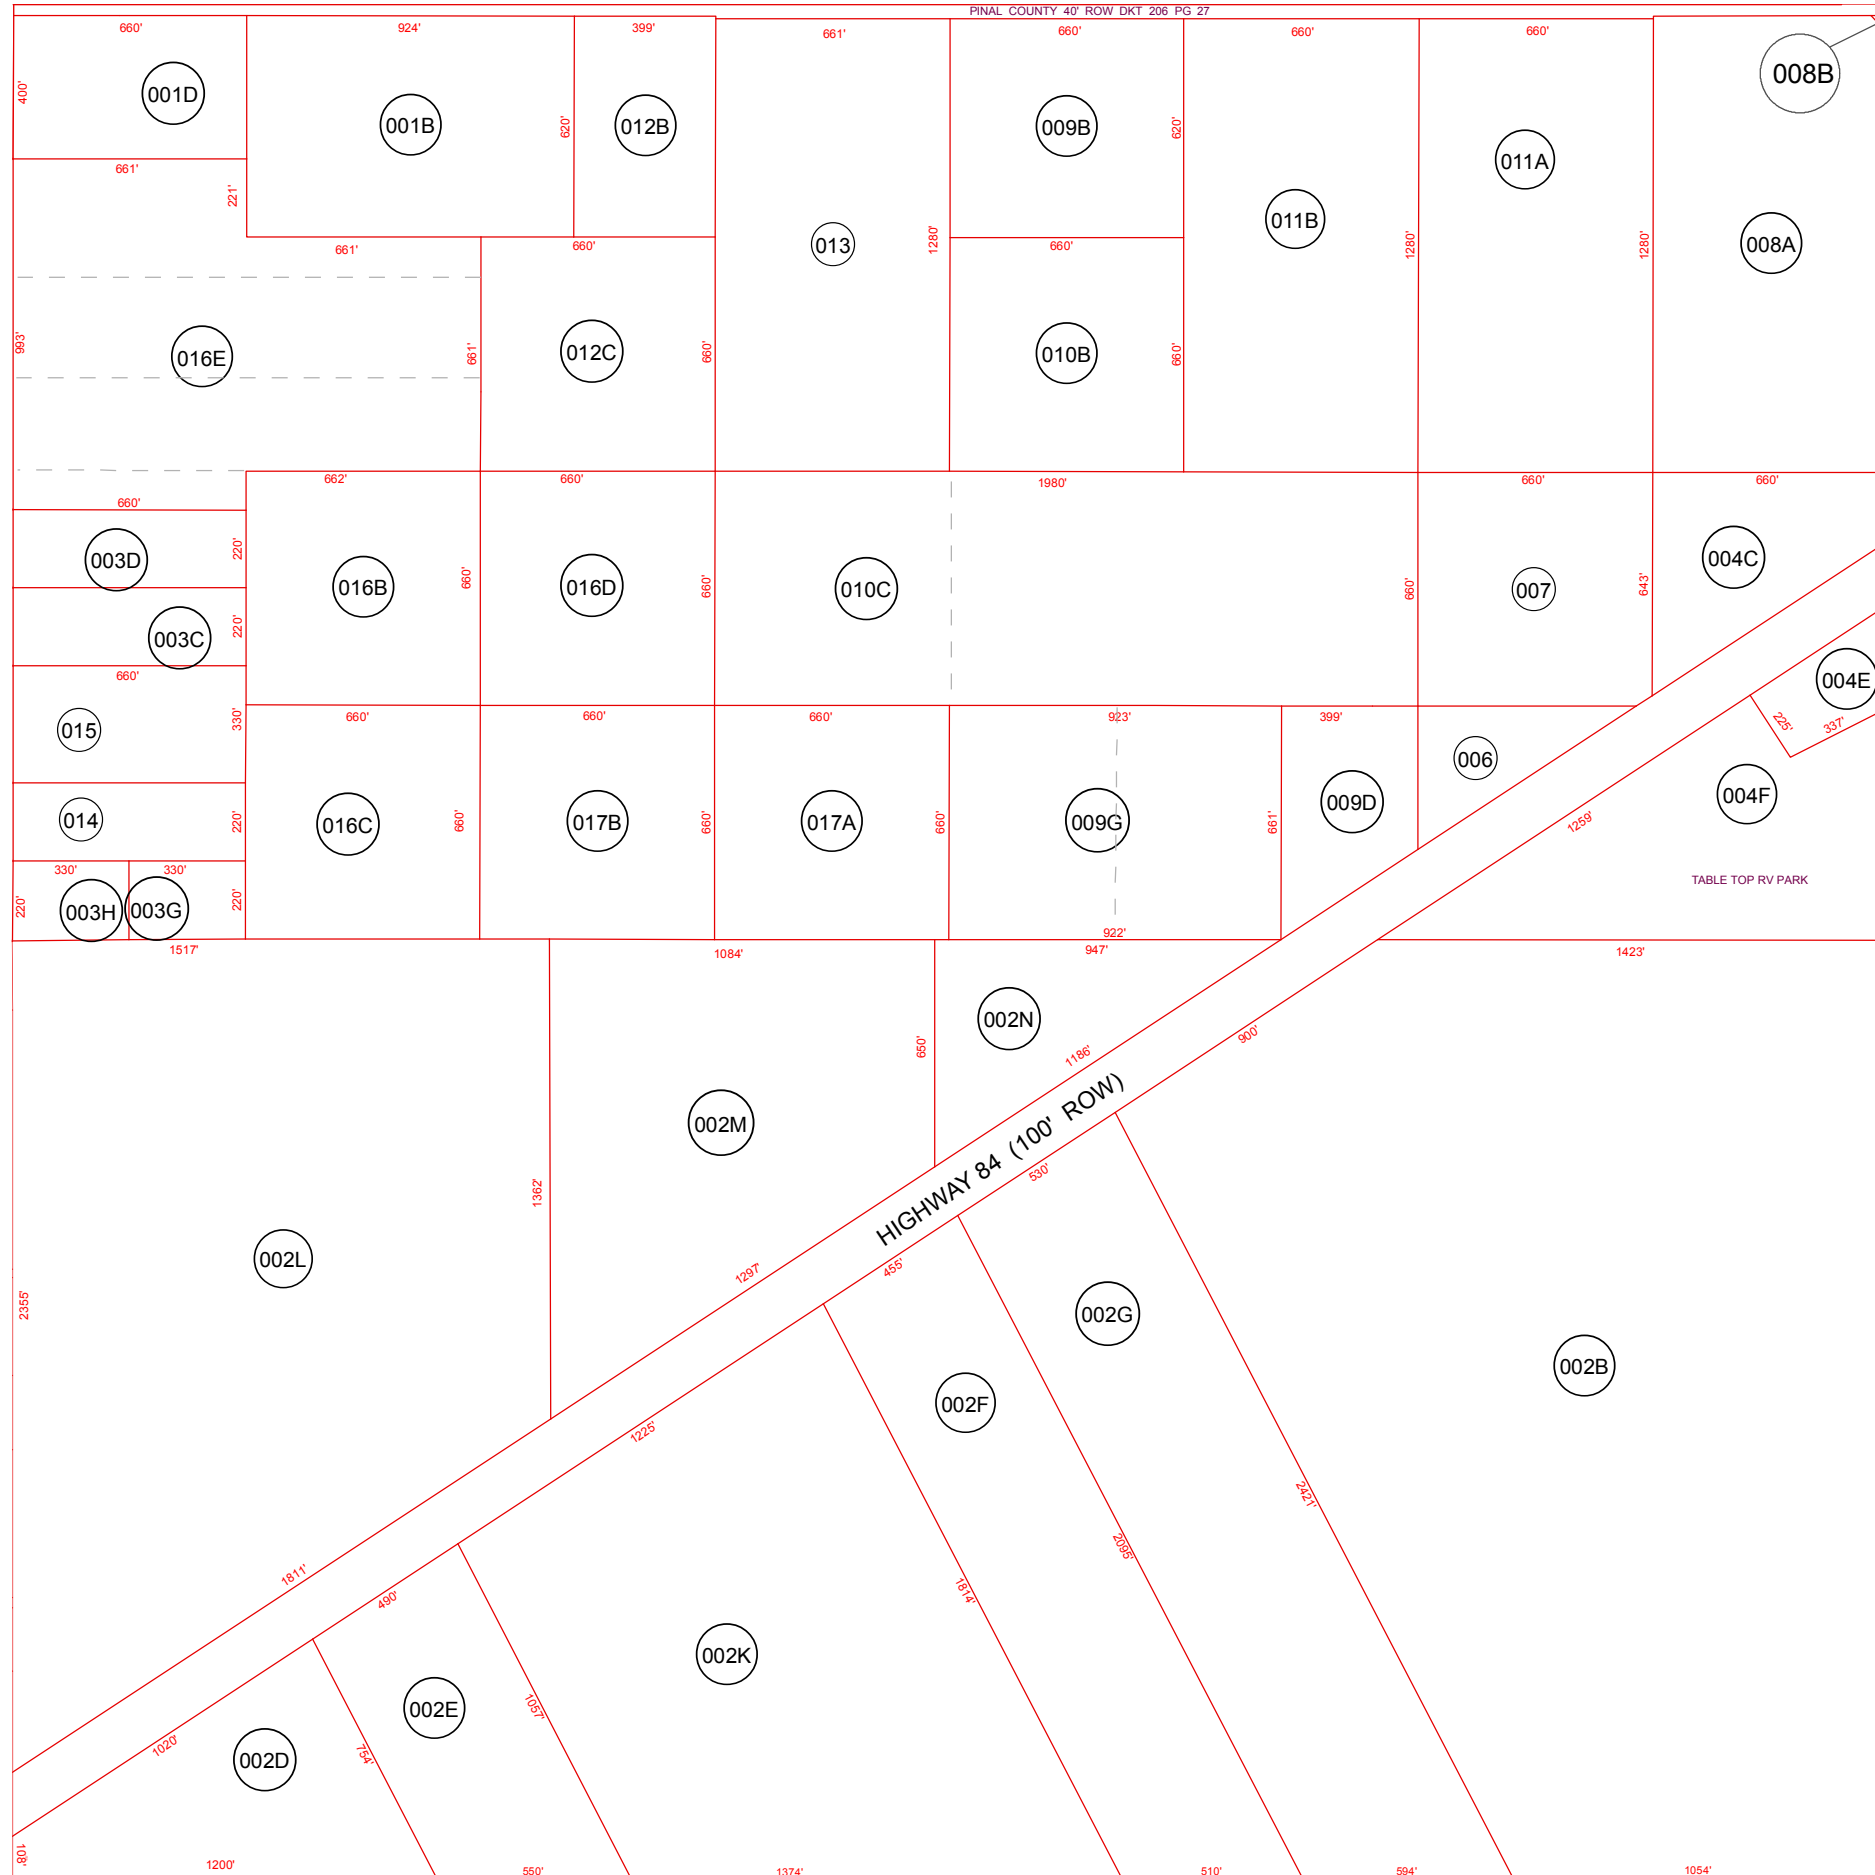 PINAL COUNTY 40' ROW DKT 206 PG 27
660'
924'
399'
661'
660'
660'
660'
008B
400'
001D
001B
620'
012B
009B
620'
011A
661'
221'
013
1280'
011B
1280'
1280'
008A
661'
660'
660'
993'
016E
661'
012C
660'
010B
660'
662'
660'
1980'
660'
660'
660'
003D
220'
016B
660'
016D
660'
010C
660'
007
643'
004C
003C
220'
660'
004E
015
330'
660'
660'
660'
923'
399'
006
225'
337'
004F
014
220'
016C
660'
017B
660'
017A
660'
009G
661'
009D
1259'
TABLE TOP RV PARK
330'
330'
220'
003H
003G
220'
922'
1517'
1084'
947'
1423'
002N
650'
1186'
900'
002M
HIGHWAY 84 (100' ROW)
530'
1362'
002L
1297'
455'
2355'
002G
002B
002F
1225'
2421'
2095'
1811'
490'
1814'
002K
002E
1057'
1020'
754'
002D
108'
1200'
550'
1374'
510'
594'
1054'